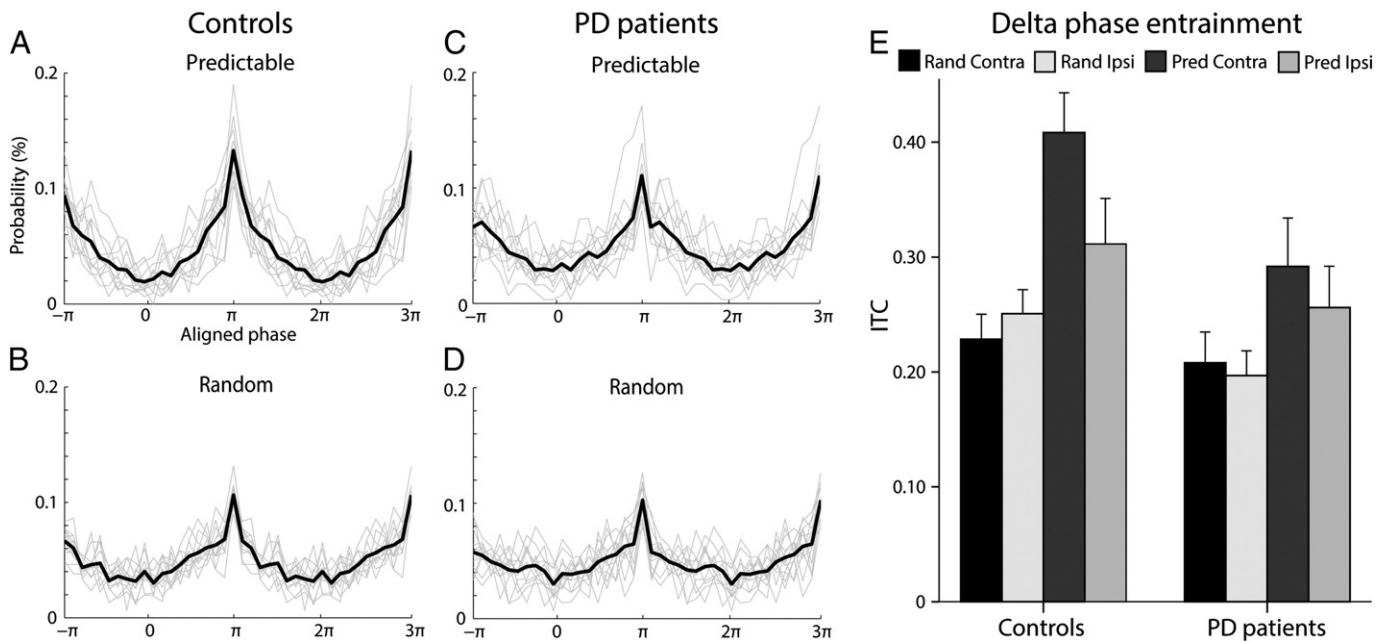 Controls
PD patients
Delta phase entrainment
A
Predictable
0.2
0.1
0
Probability (%)
−π 0 π 2π 3π
Aligned phase
B
Random
0.2
0.1
0
−π 0 π 2π 3π
C
Predictable
0.2
0.1
0
−π 0 π 2π 3π
D
Random
0.2
0.1
0
−π 0 π 2π 3π
E
Rand Contra Rand Ipsi Pred Contra Pred Ipsi
0.40
0.30
0.20
0.10
0
ITC
Controls PD patients